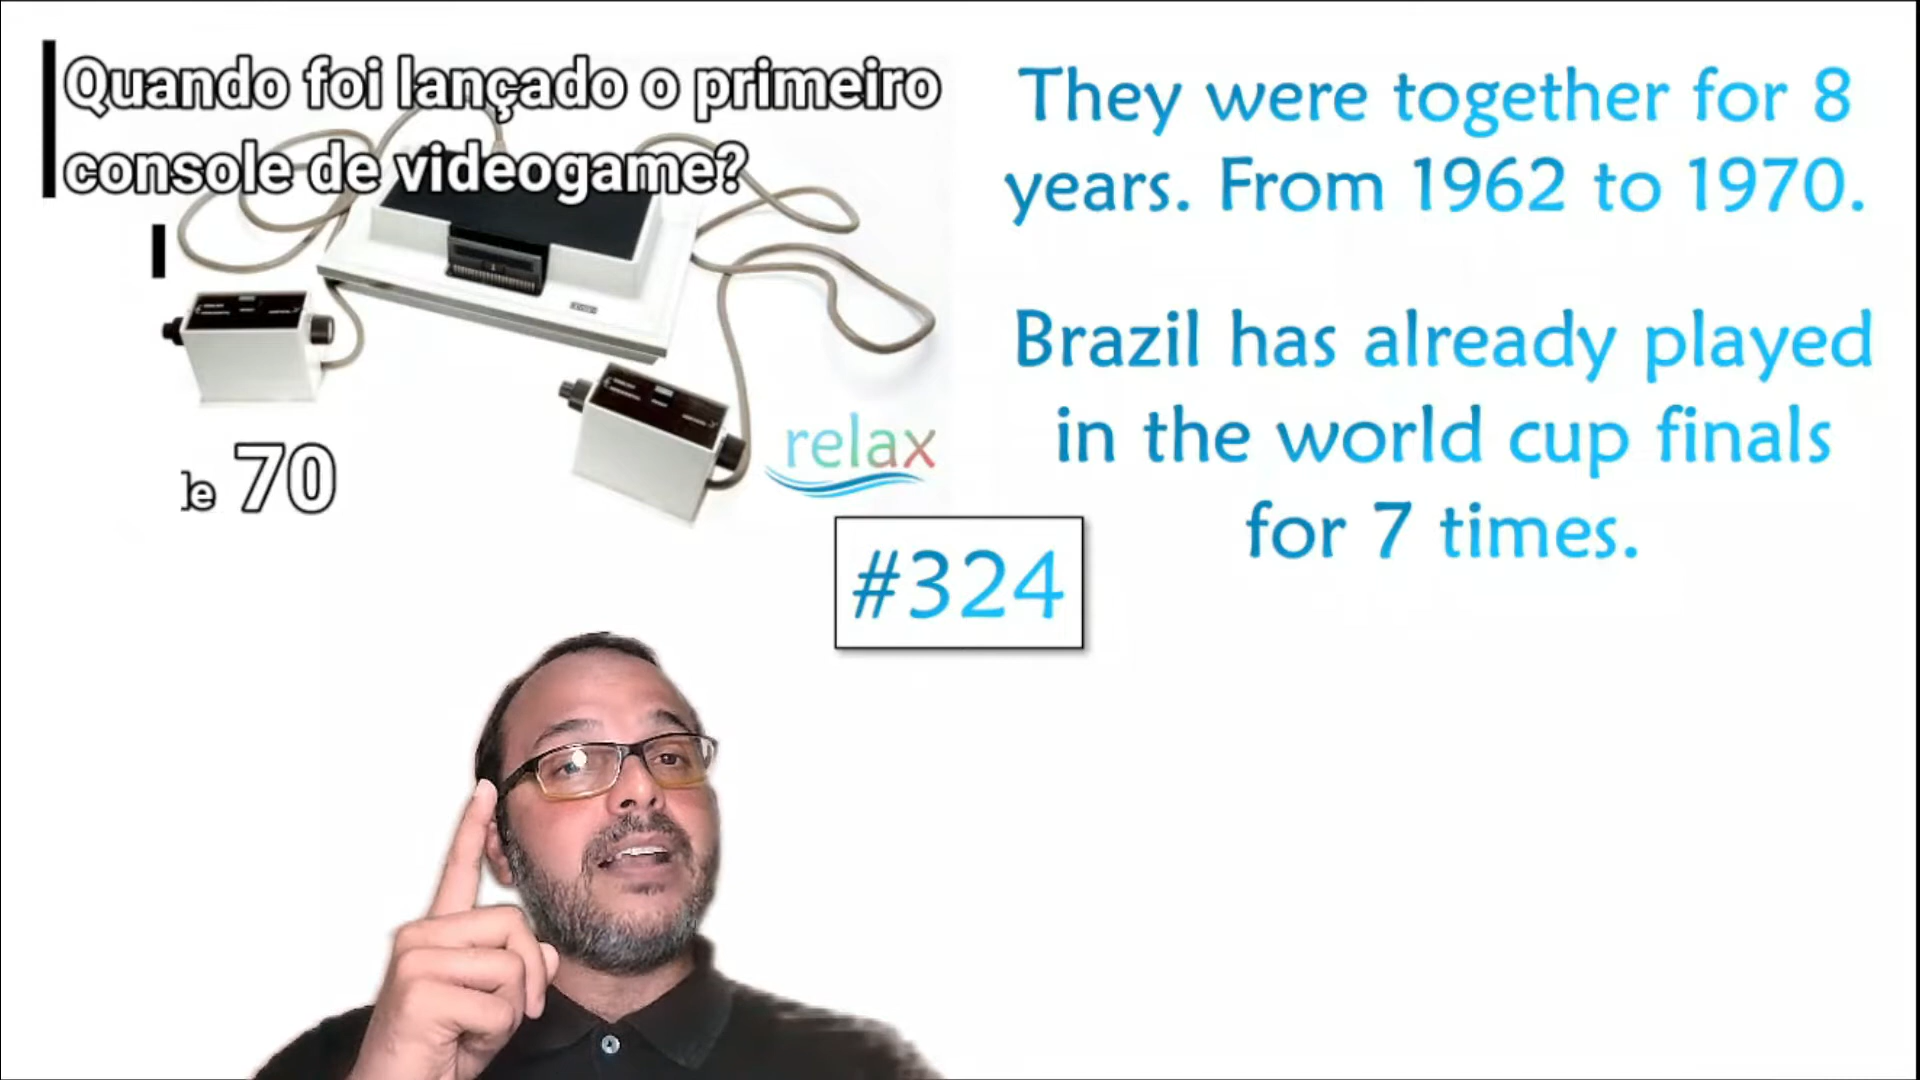 Quando foi lançado o primeiro
console de videogame?
70
relax
#324
They were together for 8
years. From 1962 to 1970.
Brazil has already played
in the world cup finals
for 7 times.